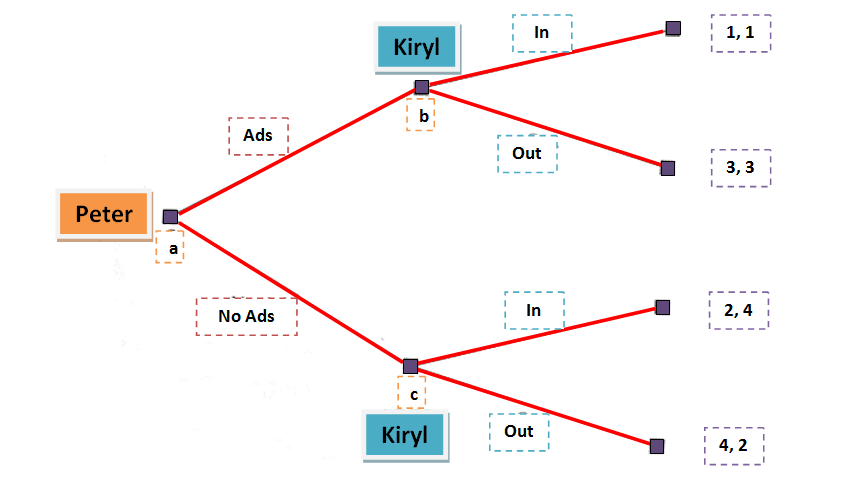 Kiryl
In
1, 1
b
Ads
Out
3, 3
Peter
a
No Ads
In
2, 4
c
Kiryl
Out
4, 2